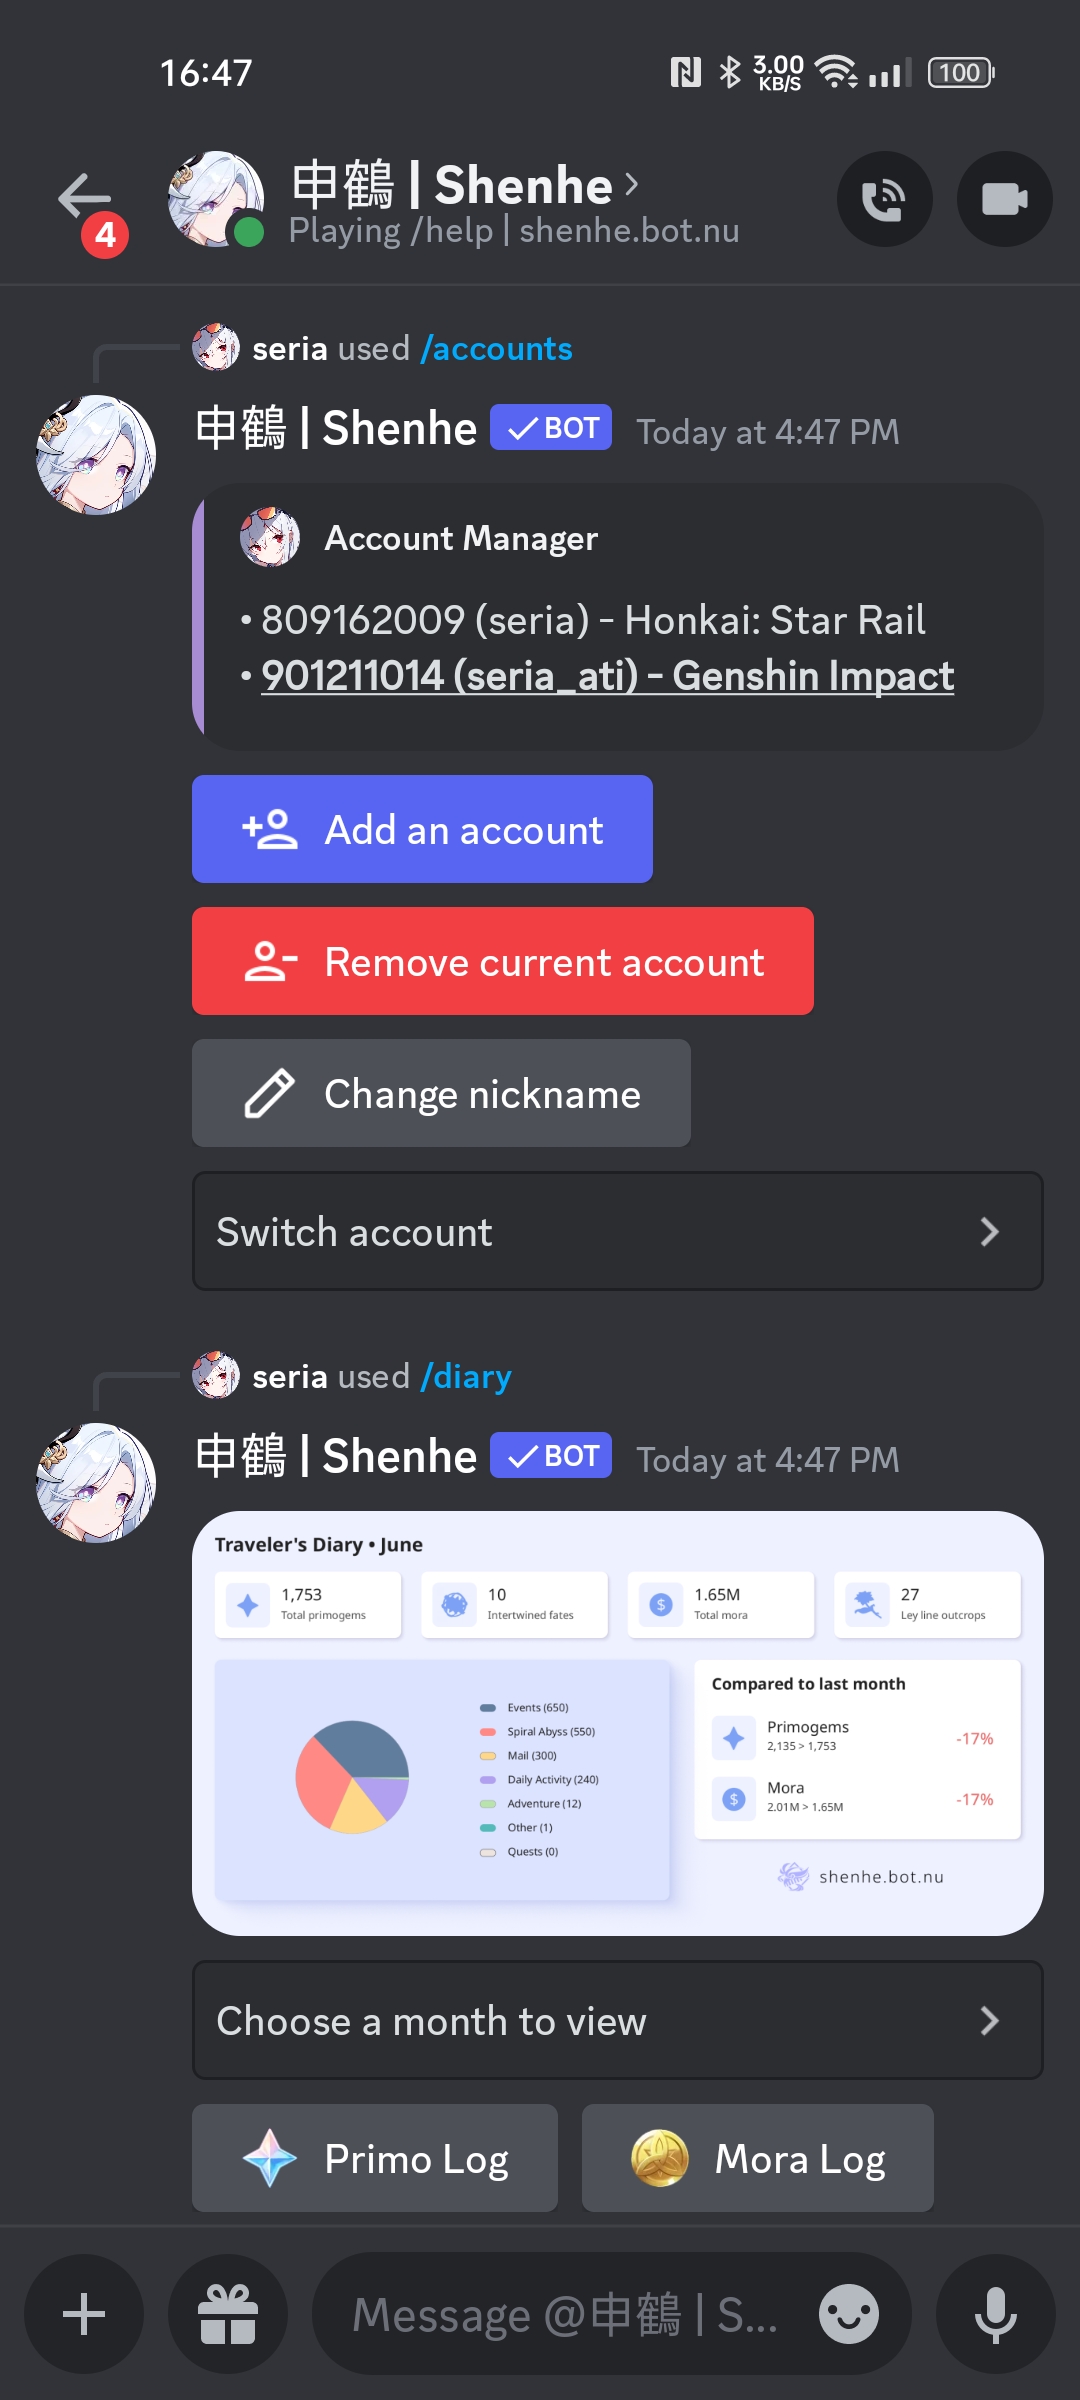 16:47
3.00
KB/S
100
4
申鶴 | Shenhe
Playing /help | shenhe.bot.nu
seria used /accounts
申鶴 | Shenhe BOT Today at 4:47 PM
Account Manager
• 809162009 (seria) - Honkai: Star Rail
• 901211014 (seria_ati) - Genshin Impact
Add an account
Remove current account
Change nickname
Switch account
seria used /diary
申鶴 | Shenhe BOT Today at 4:47 PM
Traveler's Diary • June
1,753
Total primogems
10
Intertwined fates
1.65M
Total mora
27
Ley line outcrops
Events (650)
Spiral Abyss (550)
Mail (300)
Daily Activity (240)
Adventure (12)
Other (1)
Quests (0)
Compared to last month
Primogems
2,135 > 1,753
-17%
Mora
2.01M > 1.65M
-17%
shenhe.bot.nu
Choose a month to view
Primo Log
Mora Log
Message @申鶴 | S...